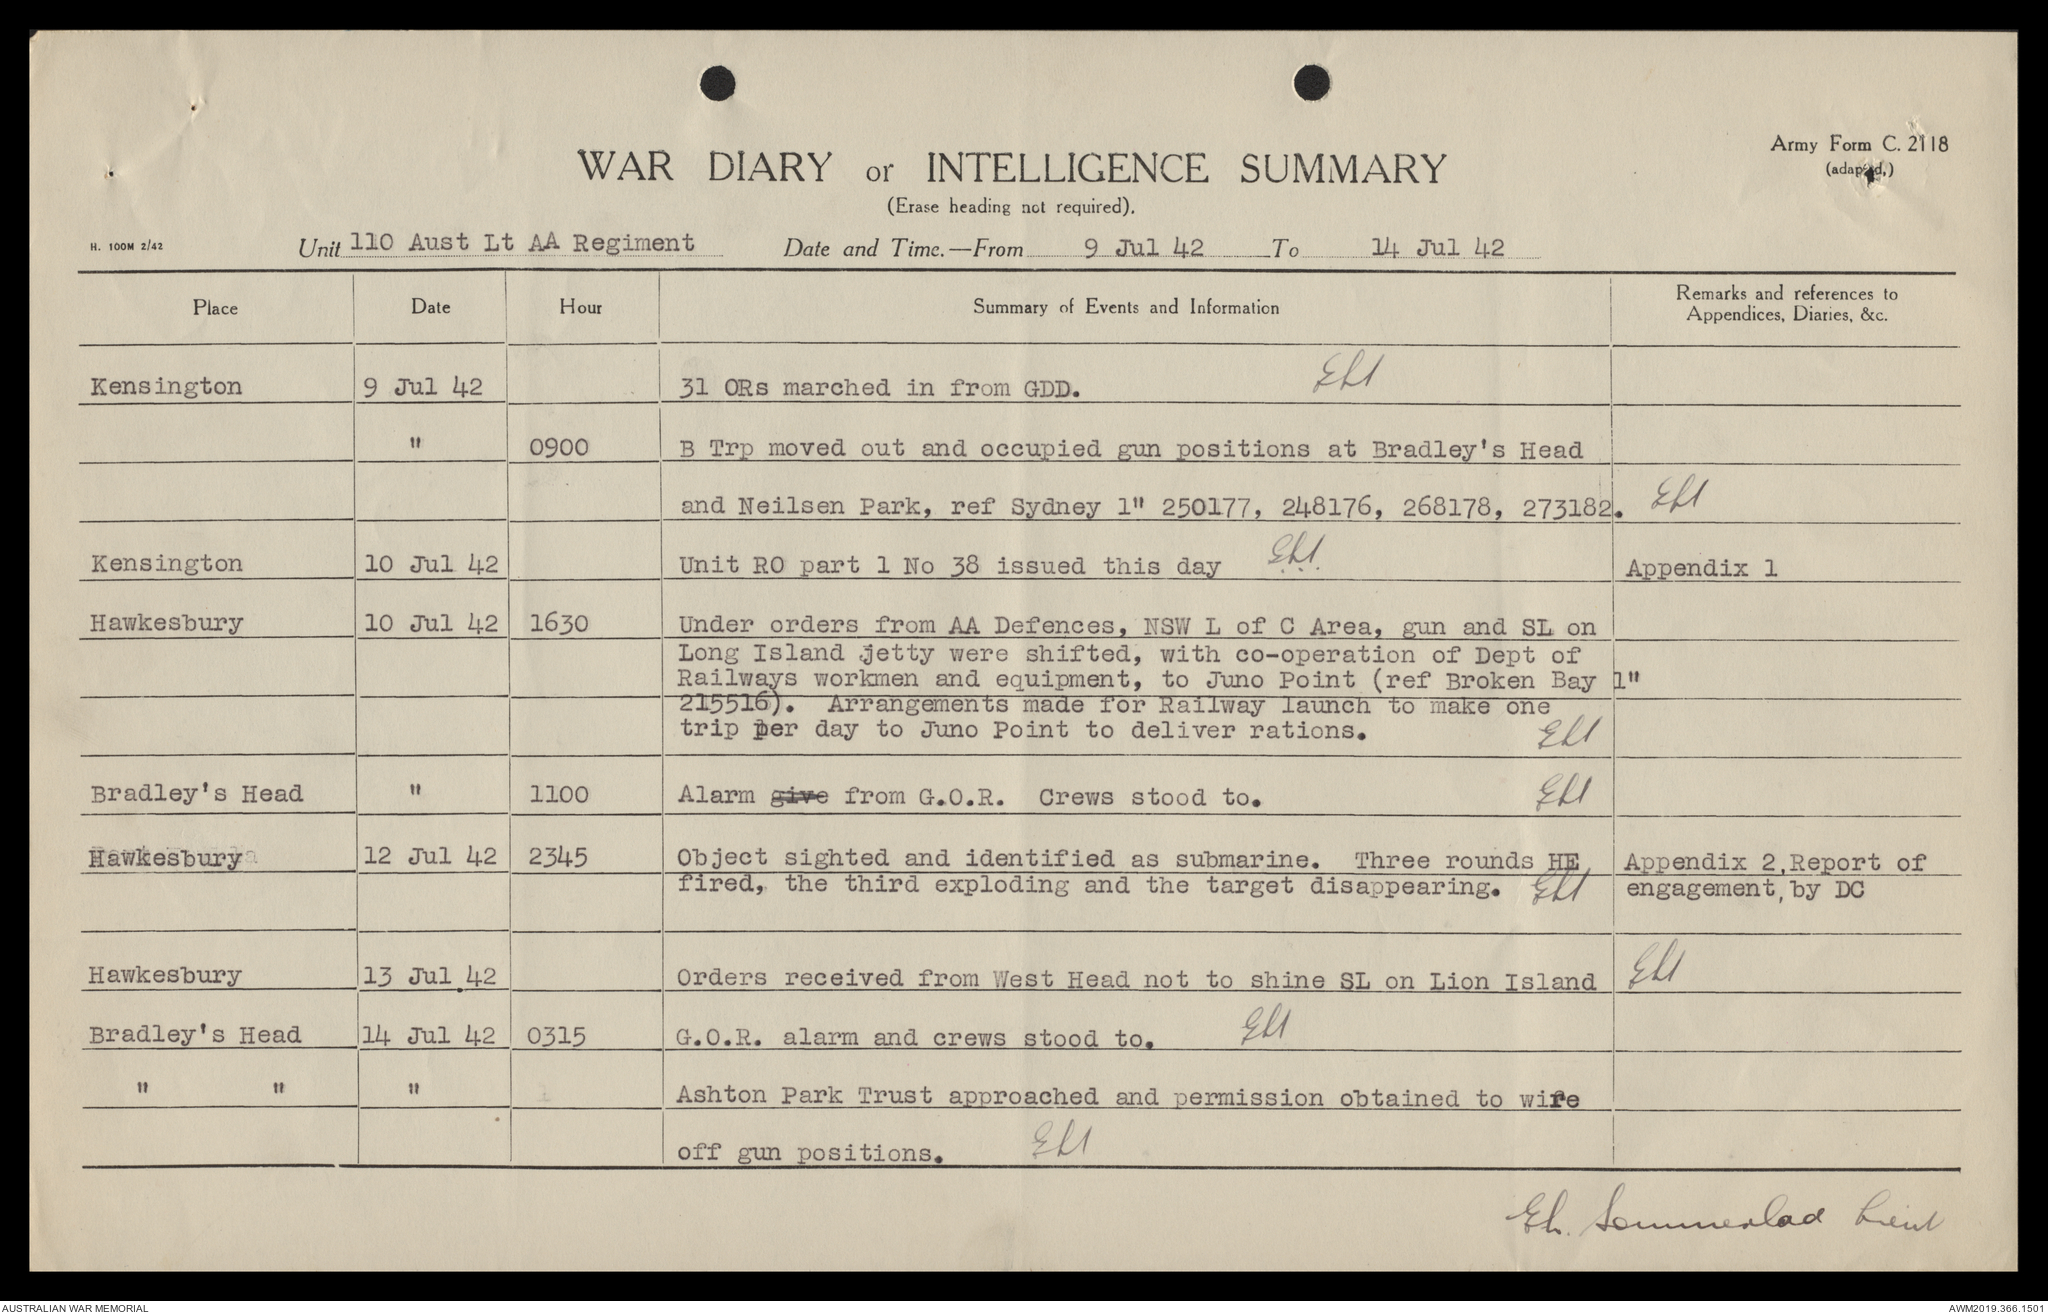 Army Form C. 2118
(adapted.)
WAR DIARY or INTELLIGENCE SUMMARY
(Erase heading not required).
H. 100M 2/42
Unit 110 Aust Lt AA Regiment Date and Time.—From 9 Jul 42 To 14 Jul 42
Place Date Hour Summary of Events and Information Remarks and references to
Appendices, Diaries, &c.
Kensington 9 Jul 42 31 ORs marched in from GDD.
" 0900 B Trp moved out and occupied gun positions at Bradley's Head
and Neilsen Park, ref Sydney 1" 250177, 248176, 268178, 273182.
Kensington 10 Jul 42 Unit RO part 1 No 38 issued this day Appendix 1
Hawkesbury 10 Jul 42 1630 Under orders from AA Defences, NSW L of C Area, gun and SL on
Long Island jetty were shifted, with co-operation of Dept of
Railways workmen and equipment, to Juno Point (ref Broken Bay 1"
215516). Arrangements made for Railway launch to make one
trip per day to Juno Point to deliver rations.
Bradley's Head " 1100 Alarm give from G.O.R. Crews stood to.
Hawkesbury 12 Jul 42 2345 Object sighted and identified as submarine. Three rounds HE Appendix 2, Report of
fired, the third exploding and the target disappearing. engagement, by DC
Hawkesbury 13 Jul 42 Orders received from West Head not to shine SL on Lion Island
Bradley's Head 14 Jul 42 0315 G.O.R. alarm and crews stood to.
" " " Ashton Park Trust approached and permission obtained to wire
off gun positions.
Sommerlad Lieut
AUSTRALIAN WAR MEMORIAL AWM2019.366.1501